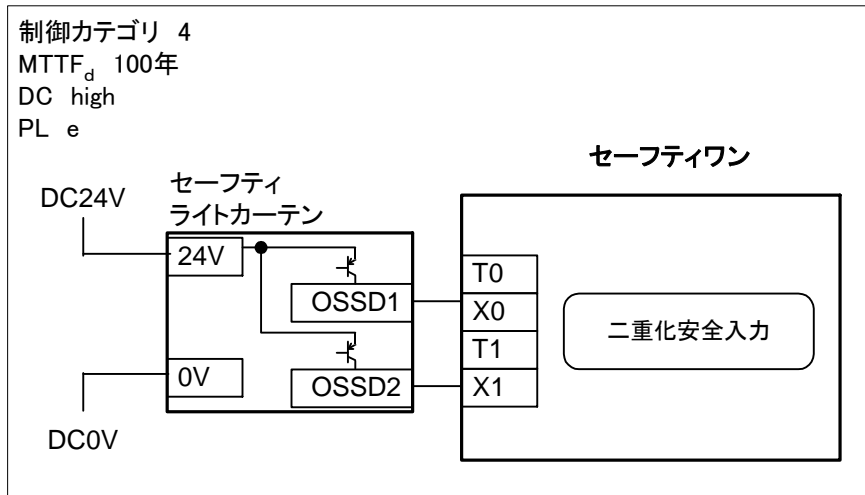 制御カテゴリ 4
MTTFd 100年
DC high
PL e
セーフティワン
DC24V
セーフティ
ライトカーテン
24V
OSSD1
0V
OSSD2
DC0V
T0
X0
T1
X1
二重化安全入力